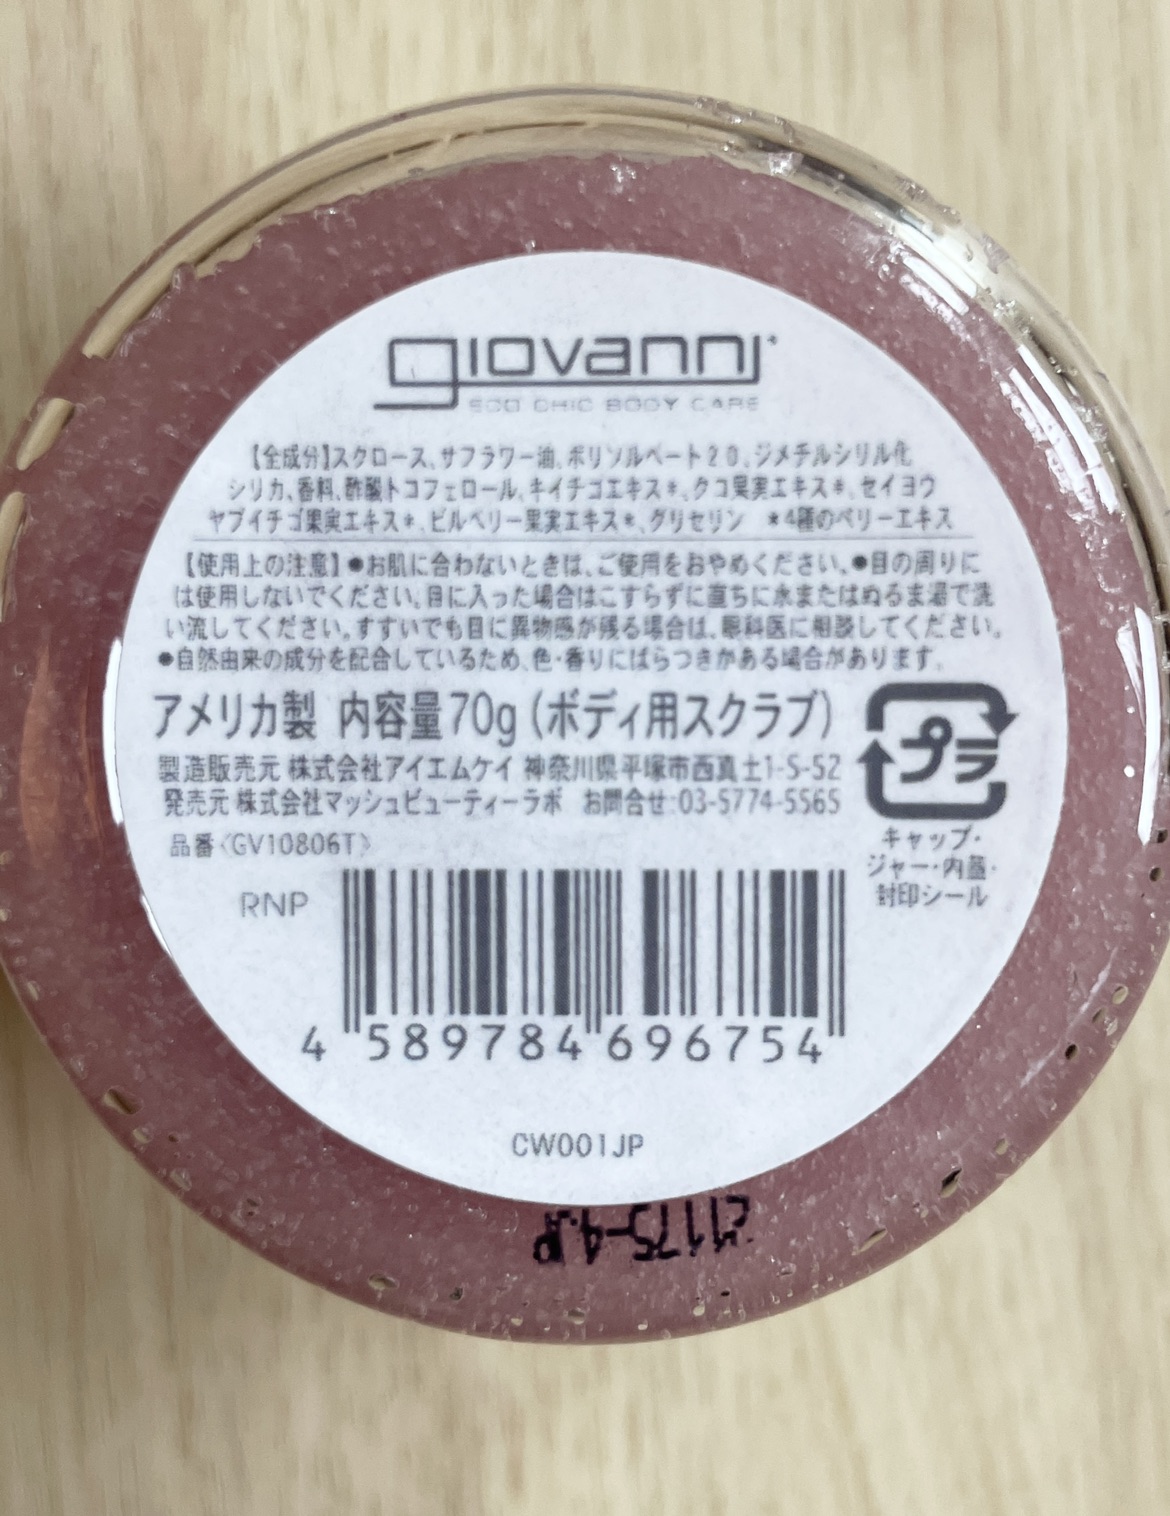 giovanni
ECO CHIC BODY CARE
【全成分】スクロース、サフラワー油、ポリソルベート20、ジメチルシリル化
シリカ、香料、酢酸トコフェロール、キイチゴエキス*、クコ果実エキス*、セイヨウ
ヤブイチゴ果実エキス*、ビルベリー果実エキス*、グリセリン *4種のベリーエキス
【使用上の注意】●お肌に合わないときは、ご使用をおやめください。●目の周りに
は使用しないでください。目に入った場合はこすらずに直ちに水またはぬるま湯で洗
い流してください。すすいでも目に異物感が残る場合は、眼科医に相談してください。
●自然由来の成分を配合しているため、色・香りにばらつきがある場合があります。
アメリカ製 内容量70g(ボディ用スクラブ)
製造販売元 株式会社アイエムケイ 神奈川県平塚市西真土1-5-52
発売元 株式会社マッシュビューティーラボ お問合せ:03-5774-5565
プラ
キャップ・
ジャー・内蓋・
封印シール
品番〈GV10806T〉
RNP
4 589784 696754
CW001JP
21175-4JP